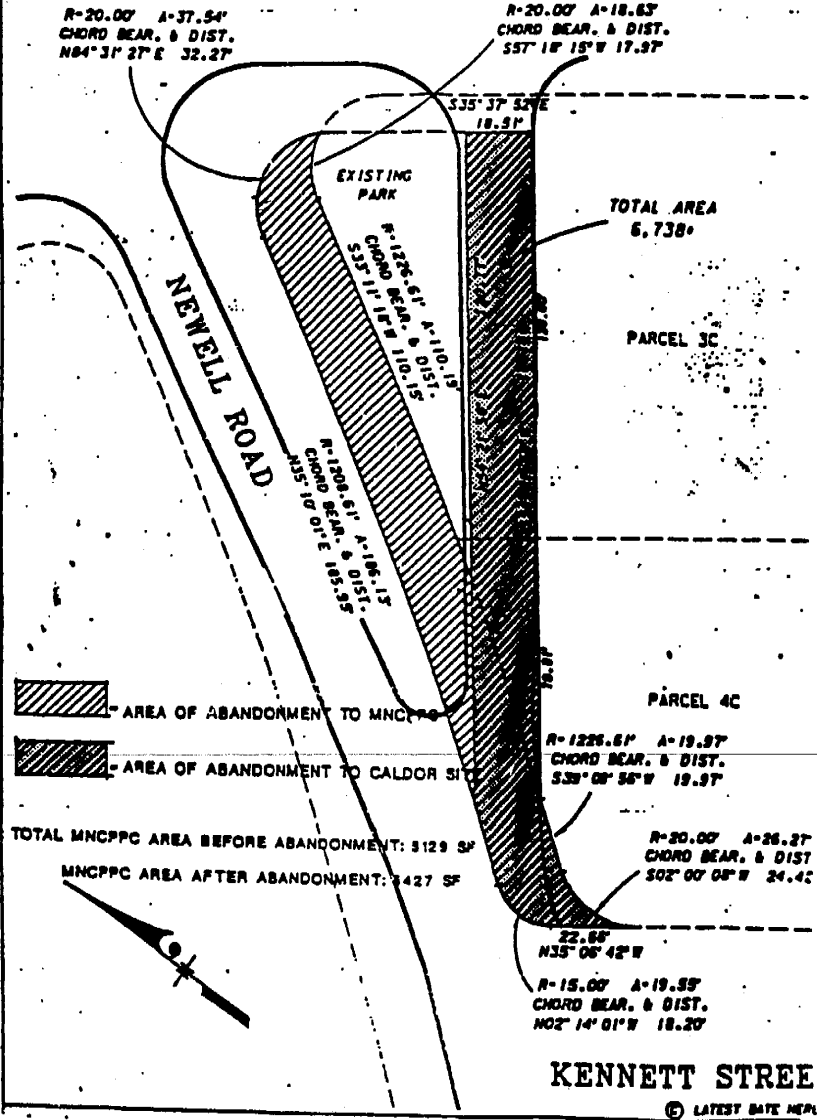 R=20.00' A=37.54'
CHORD BEAR. & DIST.
N84° 31' 27" E 32.27'
R=20.00' A=18.63'
CHORD BEAR. & DIST.
S57° 18' 15" W 17.97'
S35° 37' 52" E
18.51'
EXISTING
PARK
TOTAL AREA
6,738
R=1226.61' A=110.19'
CHORD BEAR. & DIST.
S33° 11' 18" W 110.15'
NEWELL ROAD
PARCEL 3C
R=1208.61' A=186.13'
CHORD BEAR. & DIST.
N35° 10' 01" E 185.95'
PARCEL 4C
- AREA OF ABANDONMENT TO MNCPPC
- AREA OF ABANDONMENT TO CALDOR SITE
R=1226.61' A=19.97'
CHORD BEAR. & DIST.
S39° 08' 56" W 19.97'
TOTAL MNCPPC AREA BEFORE ABANDONMENT: 5129 SF
MNCPPC AREA AFTER ABANDONMENT: 5427 SF
R=20.00' A=26.27'
CHORD BEAR. & DIST
S02° 00' 08" W 24.42
22.66'
N35° 06' 42" W
R=15.00' A=19.55'
CHORD BEAR. & DIST.
N02° 14' 01" W 18.20'
KENNETT STREE
LATEST DATE HERE